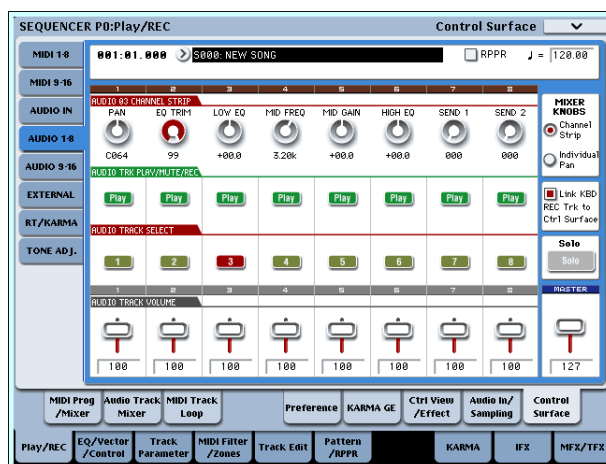 SEQUENCER P0:Play/REC Control Surface
MIDI 1-8
001:01.000 S000: NEW SONG RPPR ♩ = 120.00
MIDI 9-16
AUDIO IN
AUDIO 1-8
AUDIO 9-16
EXTERNAL
RT/KARMA
TONE ADJ.
1 2 3 4 5 6 7 8
AUDIO 03 CHANNEL STRIP
PAN EQ TRIM LOW EQ MID FREQ MID GAIN HIGH EQ SEND 1 SEND 2
C064 99 +00.0 3.20k +00.0 +00.0 000 000
MIXER KNOBS
Channel Strip
Individual Pan
AUDIO TRK PLAY/MUTE/REC
Play Play Play Play Play Play Play Play
Link KBD
REC Trk to
Ctrl Surface
AUDIO TRACK SELECT
1 2 3 4 5 6 7 8
Solo
Solo
1 2 3 4 5 6 7 8 MASTER
AUDIO TRACK VOLUME
100 100 100 100 100 100 100 100 127
MIDI Prog /Mixer
Audio Track Mixer
MIDI Track Loop
Preference
KARMA GE
Ctrl View /Effect
Audio In/ Sampling
Control Surface
Play/REC
EQ/Vector /Control
Track Parameter
MIDI Filter /Zones
Track Edit
Pattern /RPPR
KARMA
IFX
MFX/TFX